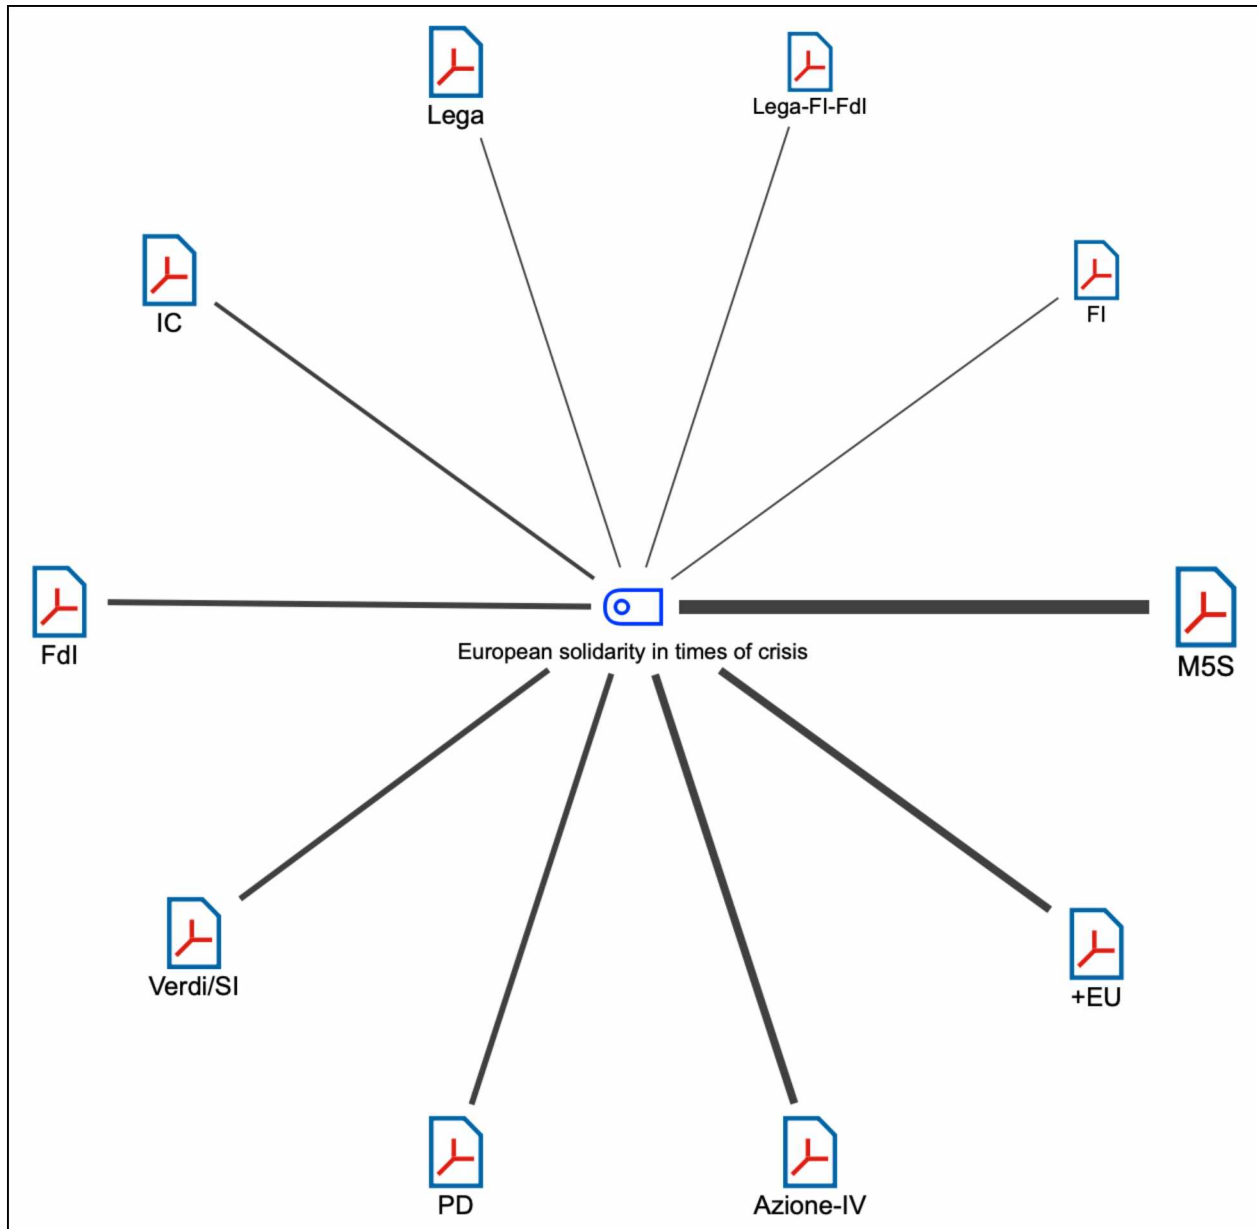 Lega
Lega-FI-FdI
IC
FI
FdI
European solidarity in times of crisis
M5S
Verdi/SI
+EU
PD
Azione-IV